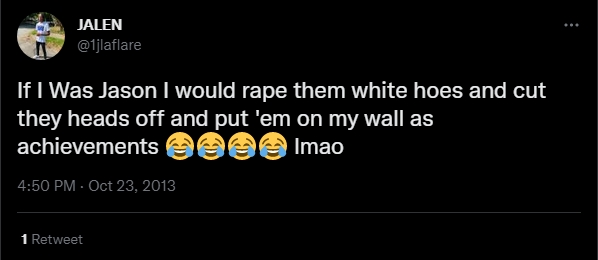 JALEN
@1jlaflare
If I Was Jason I would rape them white hoes and cut
they heads off and put 'em on my wall as
achievements 😂😂😂😂 lmao
4:50 PM · Oct 23, 2013
1 Retweet